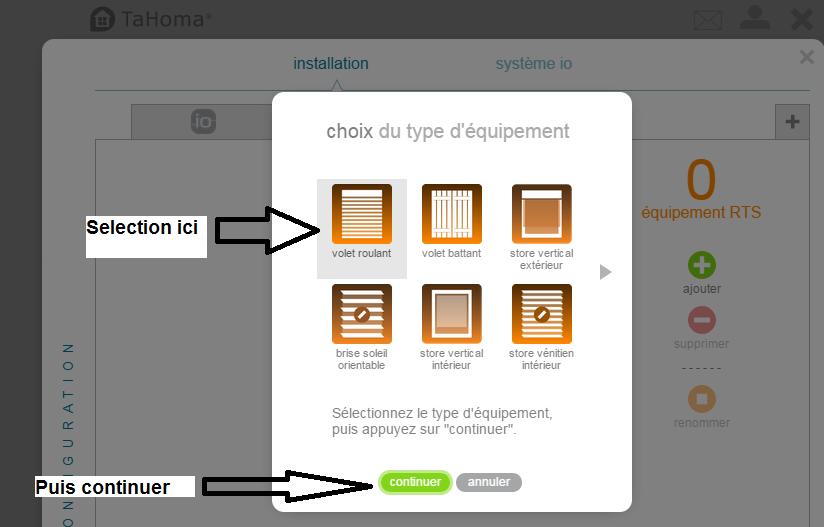 TaHoma®
installation
système io
io
choix du type d'équipement
0
équipement RTS
Selection ici
volet roulant
volet battant
store vertical
extérieur
ajouter
brise soleil
orientable
store vertical
intérieur
store vénitien
intérieur
supprimer
renommer
Sélectionnez le type d'équipement,
puis appuyez sur "continuer".
Puis continuer
continuer
annuler
ONFIGURATION